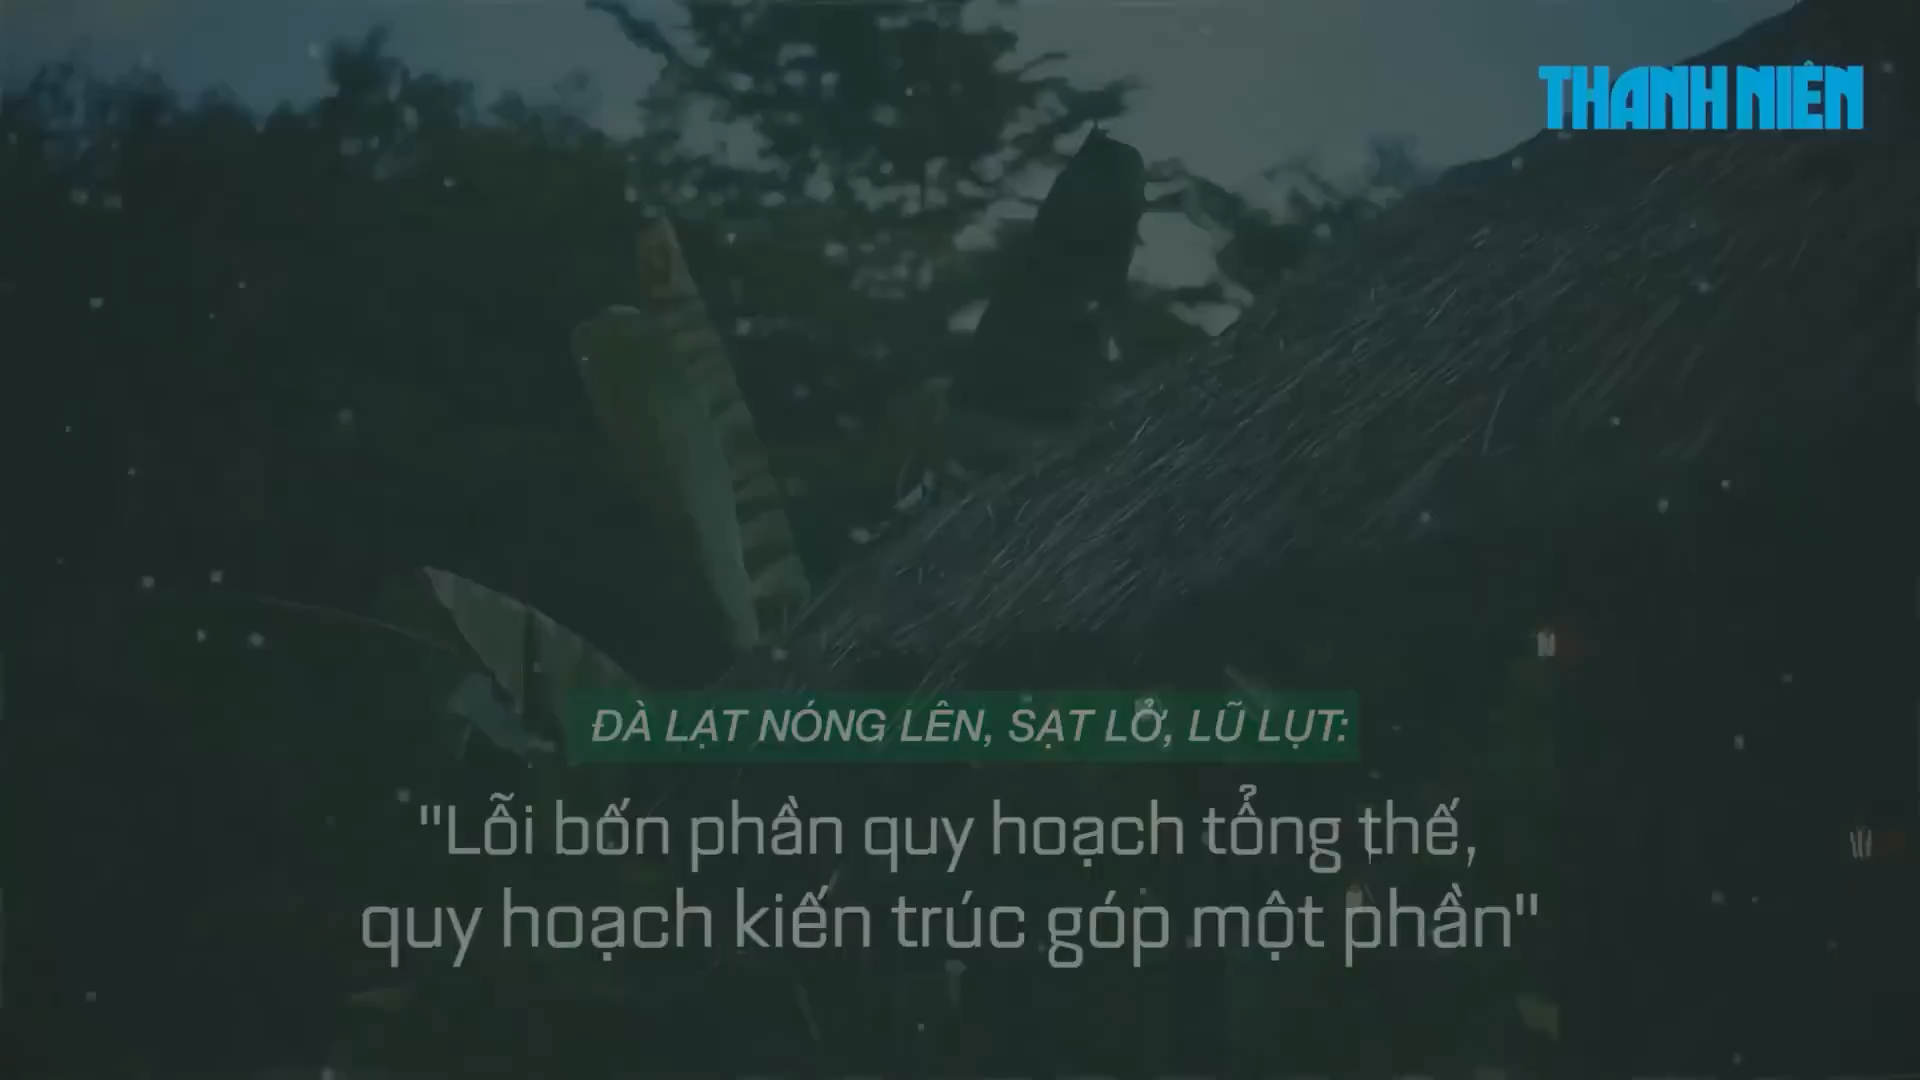 THANH NIÊN
ĐÀ LẠT NÓNG LÊN, SẠT LỞ, LŨ LỤT:
"Lỗi bốn phần quy hoạch tổng thế,
quy hoạch kiến trúc góp một phần"